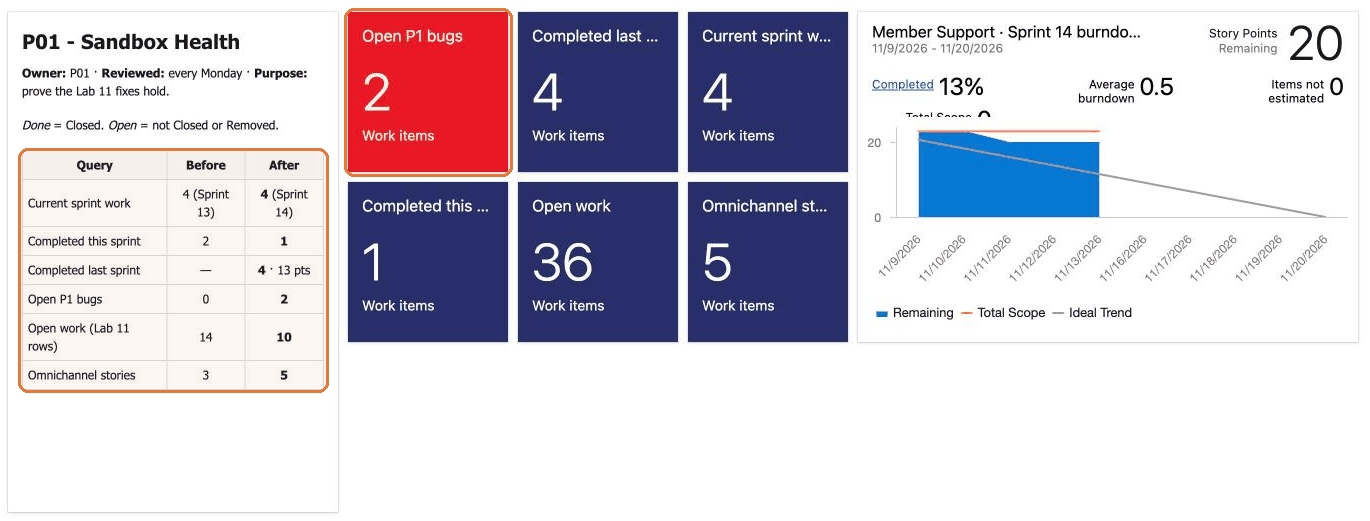 P01 - Sandbox Health
Owner: P01 · Reviewed: every Monday · Purpose:
prove the Lab 11 fixes hold.
Done = Closed. Open = not Closed or Removed.
Query Before After
Current sprint work 4 (Sprint 13) 4 (Sprint 14)
Completed this sprint 2 1
Completed last sprint — 4 · 13 pts
Open P1 bugs 0 2
Open work (Lab 11 rows) 14 10
Omnichannel stories 3 5
Open P1 bugs
2
Work items
Completed last ...
4
Work items
Current sprint w...
4
Work items
Completed this ...
1
Work items
Open work
36
Work items
Omnichannel st...
5
Work items
Member Support · Sprint 14 burndo...
11/9/2026 - 11/20/2026
Story Points
Remaining
20
Completed 13%
Average
burndown
0.5
Items not
estimated
0
Total Scope 0
20
0
11/9/2026
11/10/2026
11/11/2026
11/12/2026
11/13/2026
11/16/2026
11/17/2026
11/18/2026
11/19/2026
11/20/2026
Remaining
Total Scope
Ideal Trend